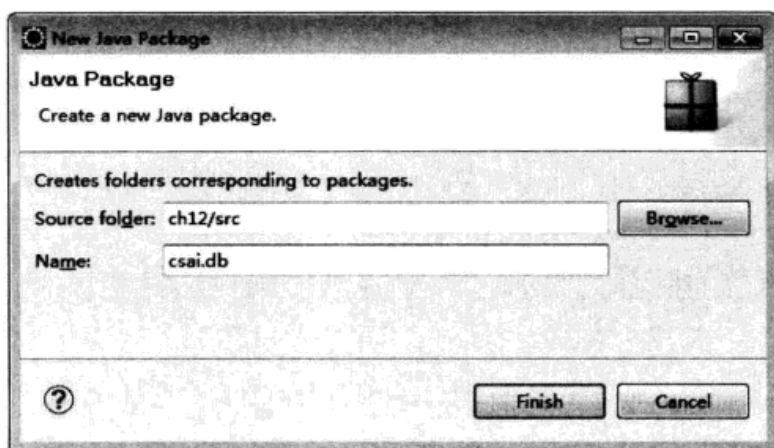 New Java Package
Java Package
Create a new Java package.
Creates folders corresponding to packages.
Source folder: ch12/src Browse...
Name: csai.db
? Finish Cancel